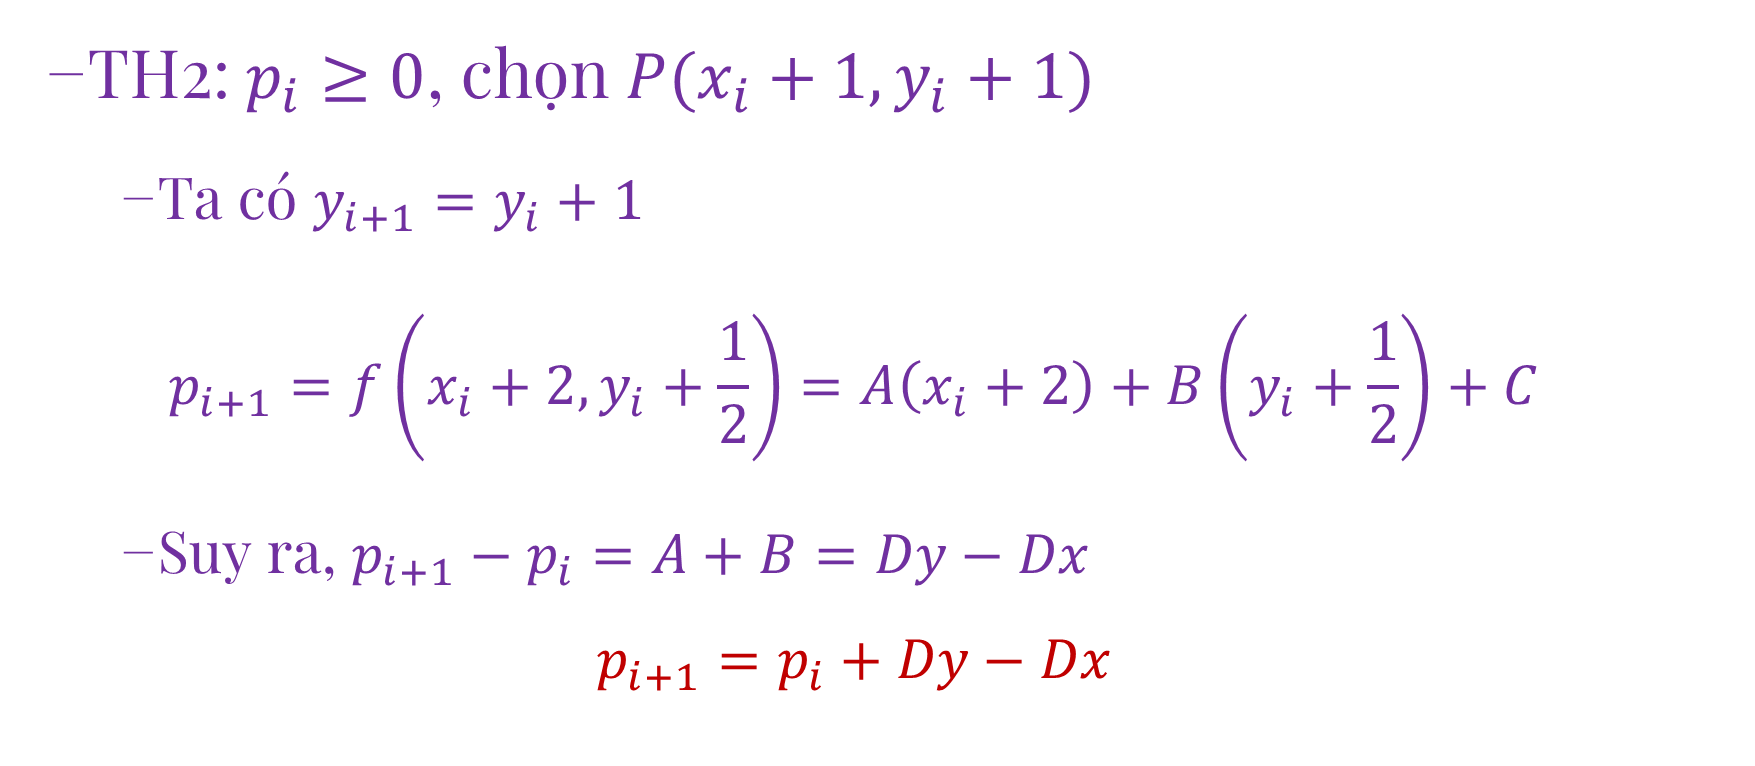 –TH2: pᵢ ≥ 0, chọn P(xᵢ + 1, yᵢ + 1)
–Ta có yᵢ₊₁ = yᵢ + 1
pᵢ₊₁ = f(xᵢ + 2, yᵢ + 1/2) = A(xᵢ + 2) + B(yᵢ + 1/2) + C
–Suy ra, pᵢ₊₁ − pᵢ = A + B = Dy − Dx
pᵢ₊₁ = pᵢ + Dy − Dx